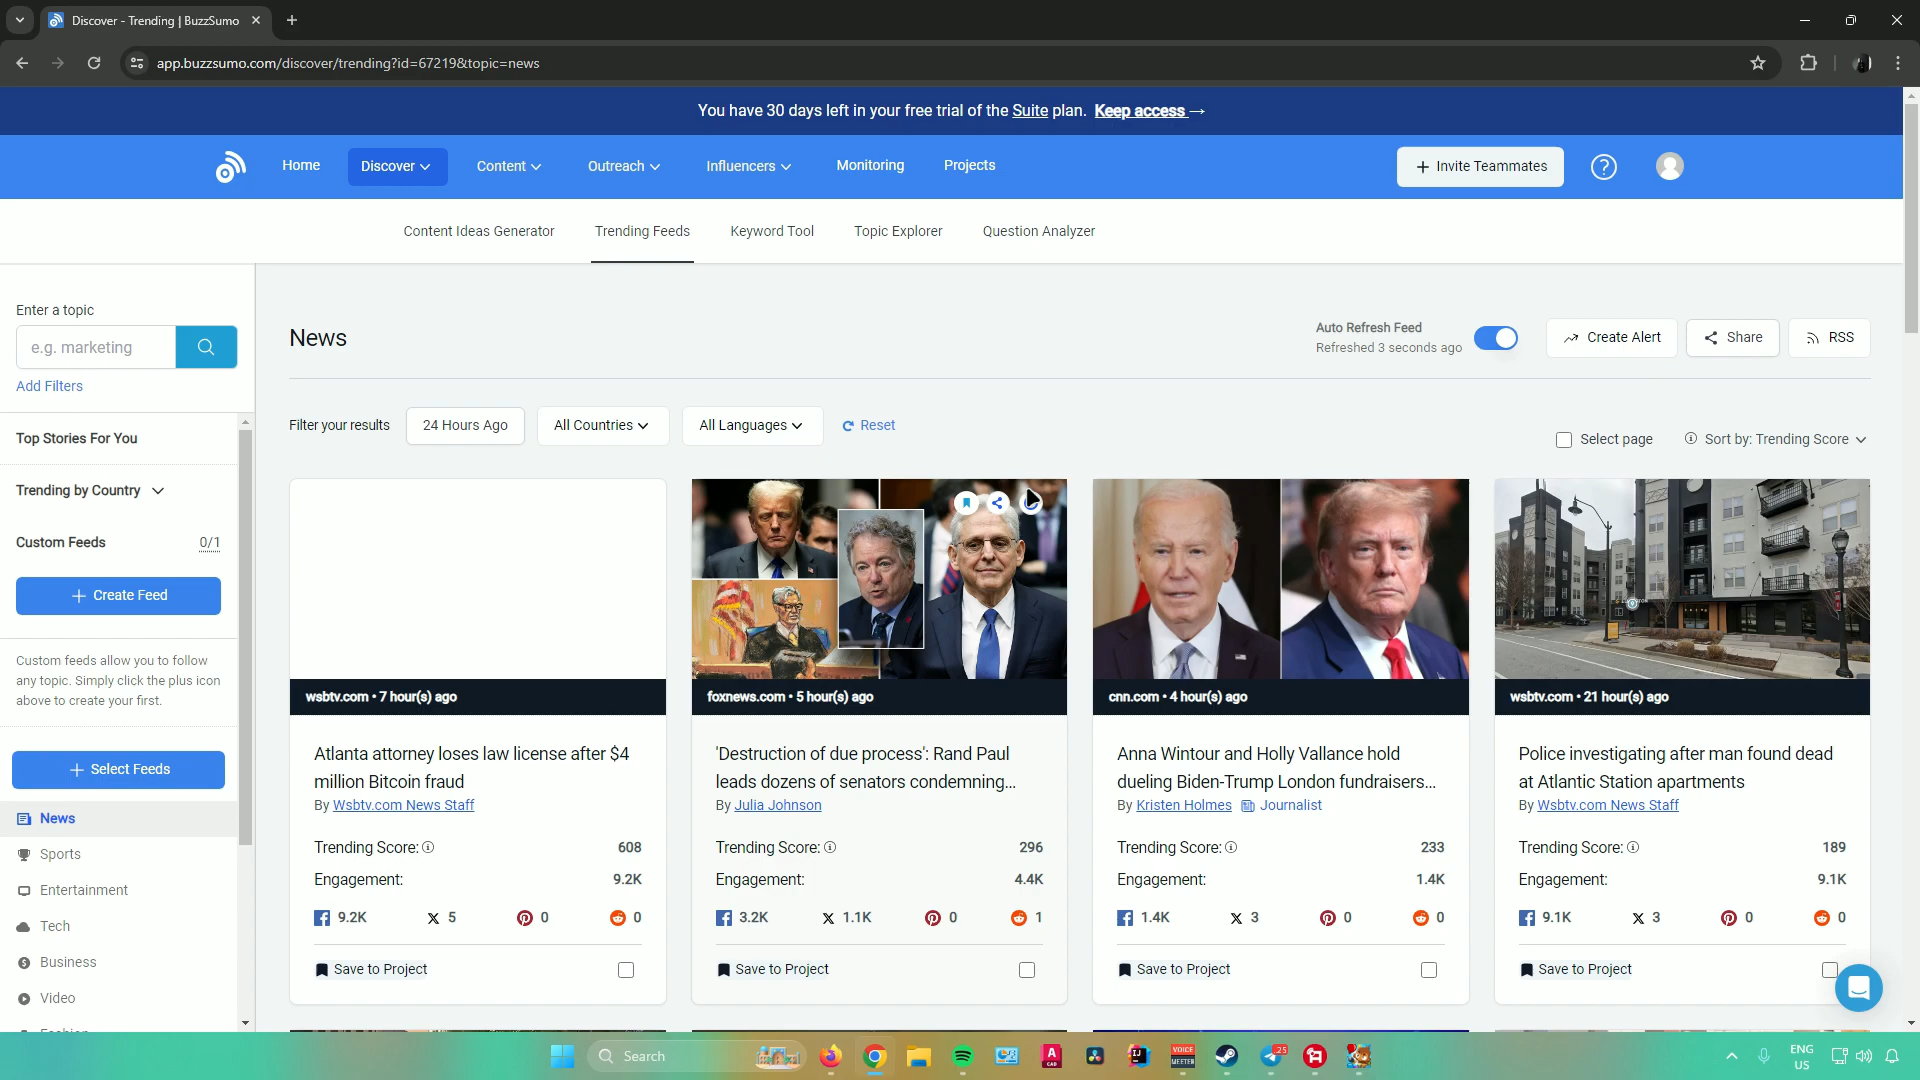 Discover - Trending | BuzzSumo
app.buzzsumo.com/discover/trending?id=67219&topic=news
You have 30 days left in your free trial of the Suite plan. Keep access →
Home
Discover
Content
Outreach
Influencers
Monitoring
Projects
+ Invite Teammates
?
Content Ideas Generator
Trending Feeds
Keyword Tool
Topic Explorer
Question Analyzer
Enter a topic
e.g. marketing
Add Filters
Top Stories For You
Trending by Country
Custom Feeds 0/1
+ Create Feed
Custom feeds allow you to follow
any topic. Simply click the plus icon
above to create your first.
+ Select Feeds
News
Sports
Entertainment
Tech
Business
Video
News
Auto Refresh Feed
Refreshed 3 seconds ago
Create Alert
Share
RSS
Filter your results
24 Hours Ago
All Countries
All Languages
Reset
Select page
Sort by: Trending Score
wsbtv.com • 7 hour(s) ago
Atlanta attorney loses law license after $4
million Bitcoin fraud
By Wsbtv.com News Staff
Trending Score: 608
Engagement: 9.2K
9.2K 5 0 0
Save to Project
foxnews.com • 5 hour(s) ago
'Destruction of due process': Rand Paul
leads dozens of senators condemning...
By Julia Johnson
Trending Score: 296
Engagement: 4.4K
3.2K 1.1K 0 1
Save to Project
cnn.com • 4 hour(s) ago
Anna Wintour and Holly Vallance hold
dueling Biden-Trump London fundraisers...
By Kristen Holmes Journalist
Trending Score: 233
Engagement: 1.4K
1.4K 3 0 0
Save to Project
wsbtv.com • 21 hour(s) ago
Police investigating after man found dead
at Atlantic Station apartments
By Wsbtv.com News Staff
Trending Score: 189
Engagement: 9.1K
9.1K 3 0 0
Save to Project
Search
VOICE
MEETER
25
ENG
US